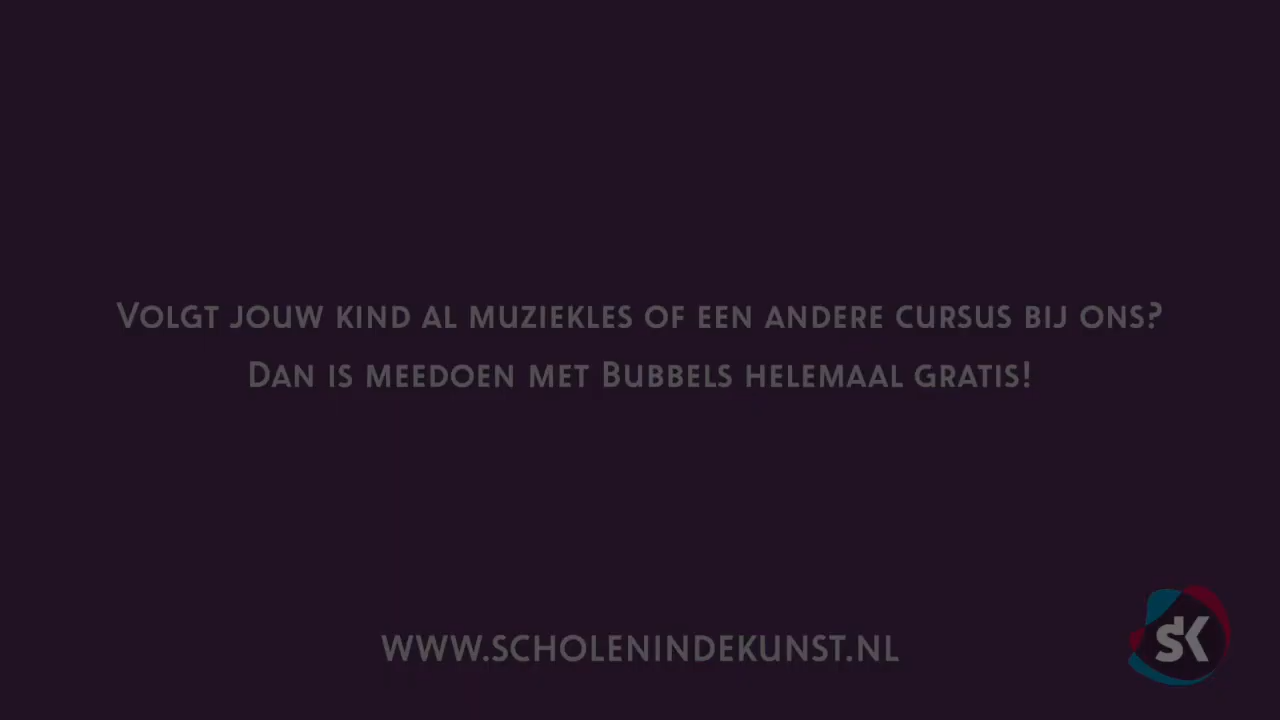 Volgt jouw kind al muziekles of een andere cursus bij ons?
Dan is meedoen met Bubbels helemaal gratis!
www.scholenindekunst.nl
sk